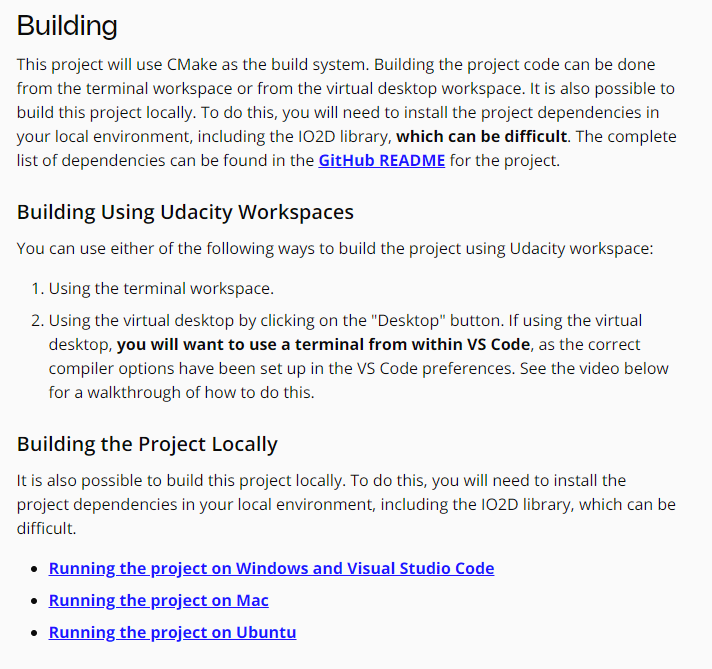 Building
This project will use CMake as the build system. Building the project code can be done
from the terminal workspace or from the virtual desktop workspace. It is also possible to
build this project locally. To do this, you will need to install the project dependencies in
your local environment, including the IO2D library, which can be difficult. The complete
list of dependencies can be found in the GitHub README for the project.
Building Using Udacity Workspaces
You can use either of the following ways to build the project using Udacity workspace:
1. Using the terminal workspace.
2. Using the virtual desktop by clicking on the "Desktop" button. If using the virtual
desktop, you will want to use a terminal from within VS Code, as the correct
compiler options have been set up in the VS Code preferences. See the video below
for a walkthrough of how to do this.
Building the Project Locally
It is also possible to build this project locally. To do this, you will need to install the
project dependencies in your local environment, including the IO2D library, which can be
difficult.
• Running the project on Windows and Visual Studio Code
• Running the project on Mac
• Running the project on Ubuntu